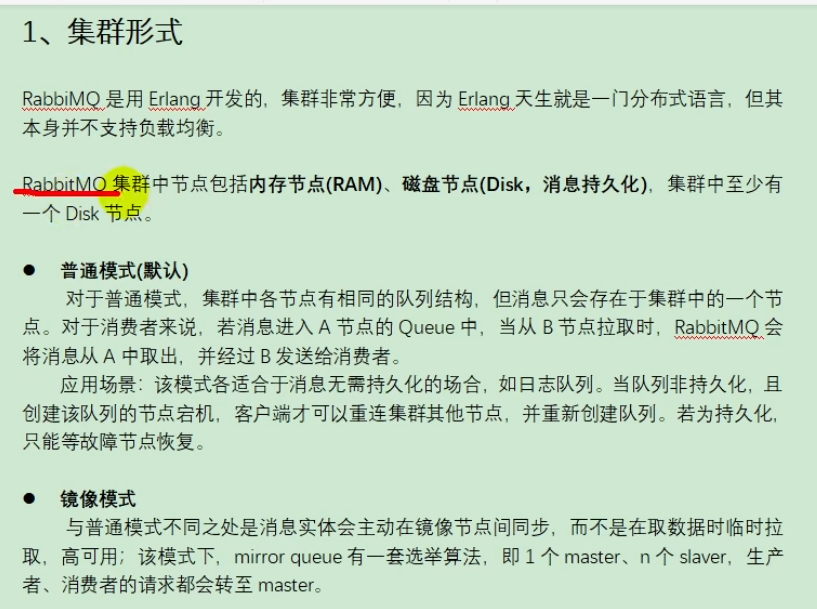 1、集群形式
RabbiMQ 是用 Erlang 开发的，集群非常方便，因为 Erlang 天生就是一门分布式语言，但其
本身并不支持负载均衡。
RabbitMQ 集群中节点包括内存节点(RAM)、磁盘节点(Disk，消息持久化)，集群中至少有
一个 Disk 节点。
● 普通模式(默认)
对于普通模式，集群中各节点有相同的队列结构，但消息只会存在于集群中的一个节
点。对于消费者来说，若消息进入 A 节点的 Queue 中，当从 B 节点拉取时，RabbitMQ 会
将消息从 A 中取出，并经过 B 发送给消费者。
应用场景：该模式各适合于消息无需持久化的场合，如日志队列。当队列非持久化，且
创建该队列的节点宕机，客户端才可以重连集群其他节点，并重新创建队列。若为持久化，
只能等故障节点恢复。
● 镜像模式
与普通模式不同之处是消息实体会主动在镜像节点间同步，而不是在取数据时临时拉
取，高可用；该模式下，mirror queue 有一套选举算法，即 1 个 master、n 个 slaver，生产
者、消费者的请求都会转至 master。